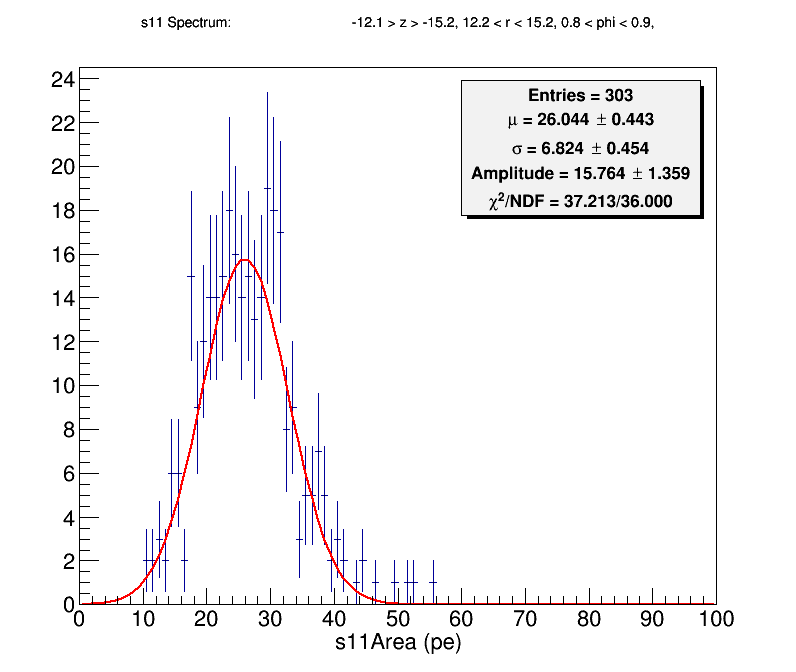 s11 Spectrum: -12.1 > z > -15.2, 12.2 < r < 15.2, 0.8 < phi < 0.9,
Entries = 303
μ = 26.044 ± 0.443
σ = 6.824 ± 0.454
Amplitude = 15.764 ± 1.359
χ²/NDF = 37.213/36.000
24
22
20
18
16
14
12
10
8
6
4
2
0
0 10 20 30 40 50 60 70 80 90 100
s11Area (pe)